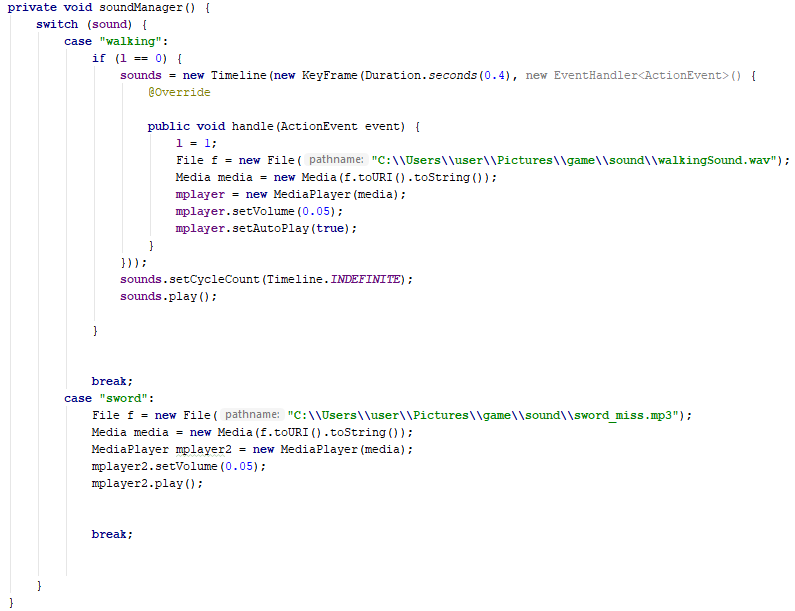 private void soundManager() {
switch (sound) {
case "walking":
if (l == 0) {
sounds = new Timeline(new KeyFrame(Duration.seconds(0.4), new EventHandler<ActionEvent>() {
@Override
public void handle(ActionEvent event) {
l = 1;
File f = new File( pathname: "C:\\Users\\user\\Pictures\\game\\sound\\walkingSound.wav");
Media media = new Media(f.toURI().toString());
mplayer = new MediaPlayer(media);
mplayer.setVolume(0.05);
mplayer.setAutoPlay(true);
}
}));
sounds.setCycleCount(Timeline.INDEFINITE);
sounds.play();
}
break;
case "sword":
File f = new File( pathname: "C:\\Users\\user\\Pictures\\game\\sound\\sword_miss.mp3");
Media media = new Media(f.toURI().toString());
MediaPlayer mplayer2 = new MediaPlayer(media);
mplayer2.setVolume(0.05);
mplayer2.play();
break;
}
}